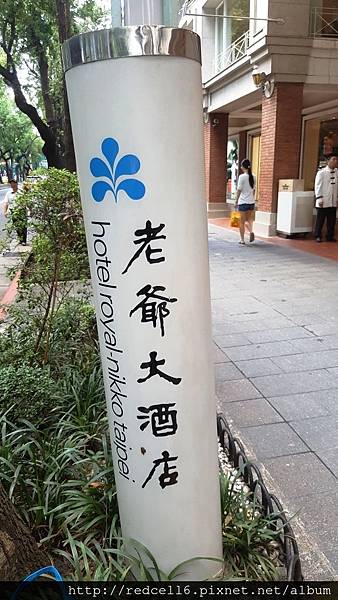 老爺大酒店
hotel royal-nikko taipei
http://redcell6.pixnet.net/album